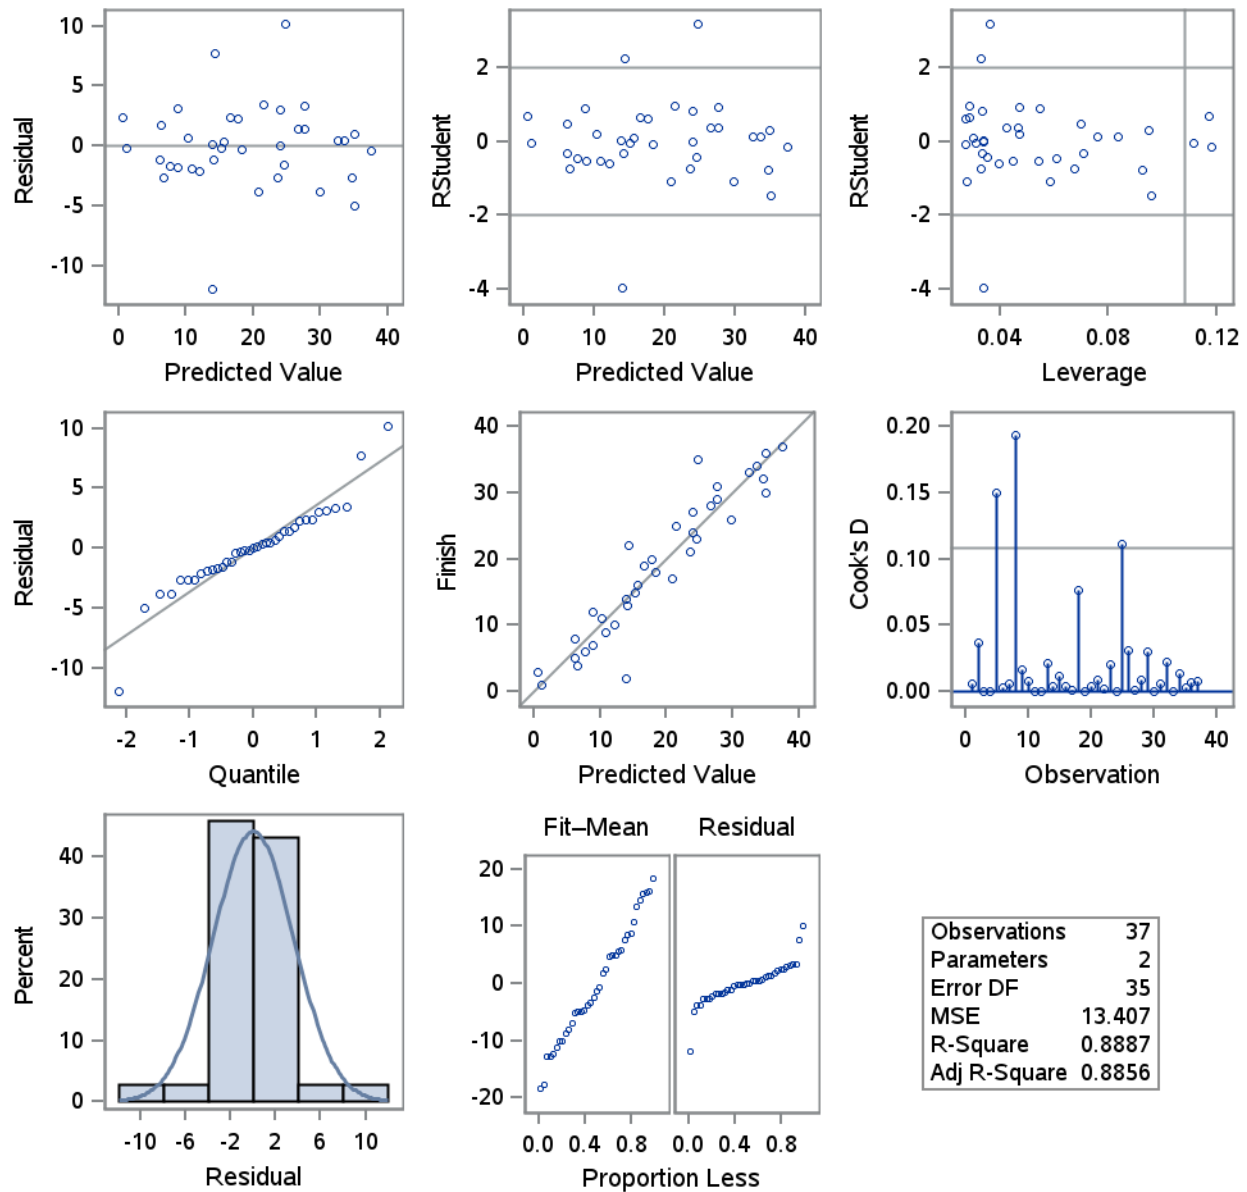 10
5
0
-5
-10
Residual
0 10 20 30 40
Predicted Value
2
0
-2
-4
RStudent
0 10 20 30 40
Predicted Value
2
0
-2
-4
RStudent
0.04 0.08 0.12
Leverage
10
5
0
-5
-10
Residual
-2 -1 0 1 2
Quantile
40
30
20
10
0
Finish
0 10 20 30 40
Predicted Value
0.20
0.15
0.10
0.05
0.00
Cook's D
0 10 20 30 40
Observation
40
30
20
10
0
Percent
-10 -6 -2 2 6 10
Residual
Fit–Mean Residual
20
10
0
-10
-20
0.0 0.4 0.8 0.0 0.4 0.8
Proportion Less
Observations 37
Parameters 2
Error DF 35
MSE 13.407
R-Square 0.8887
Adj R-Square 0.8856